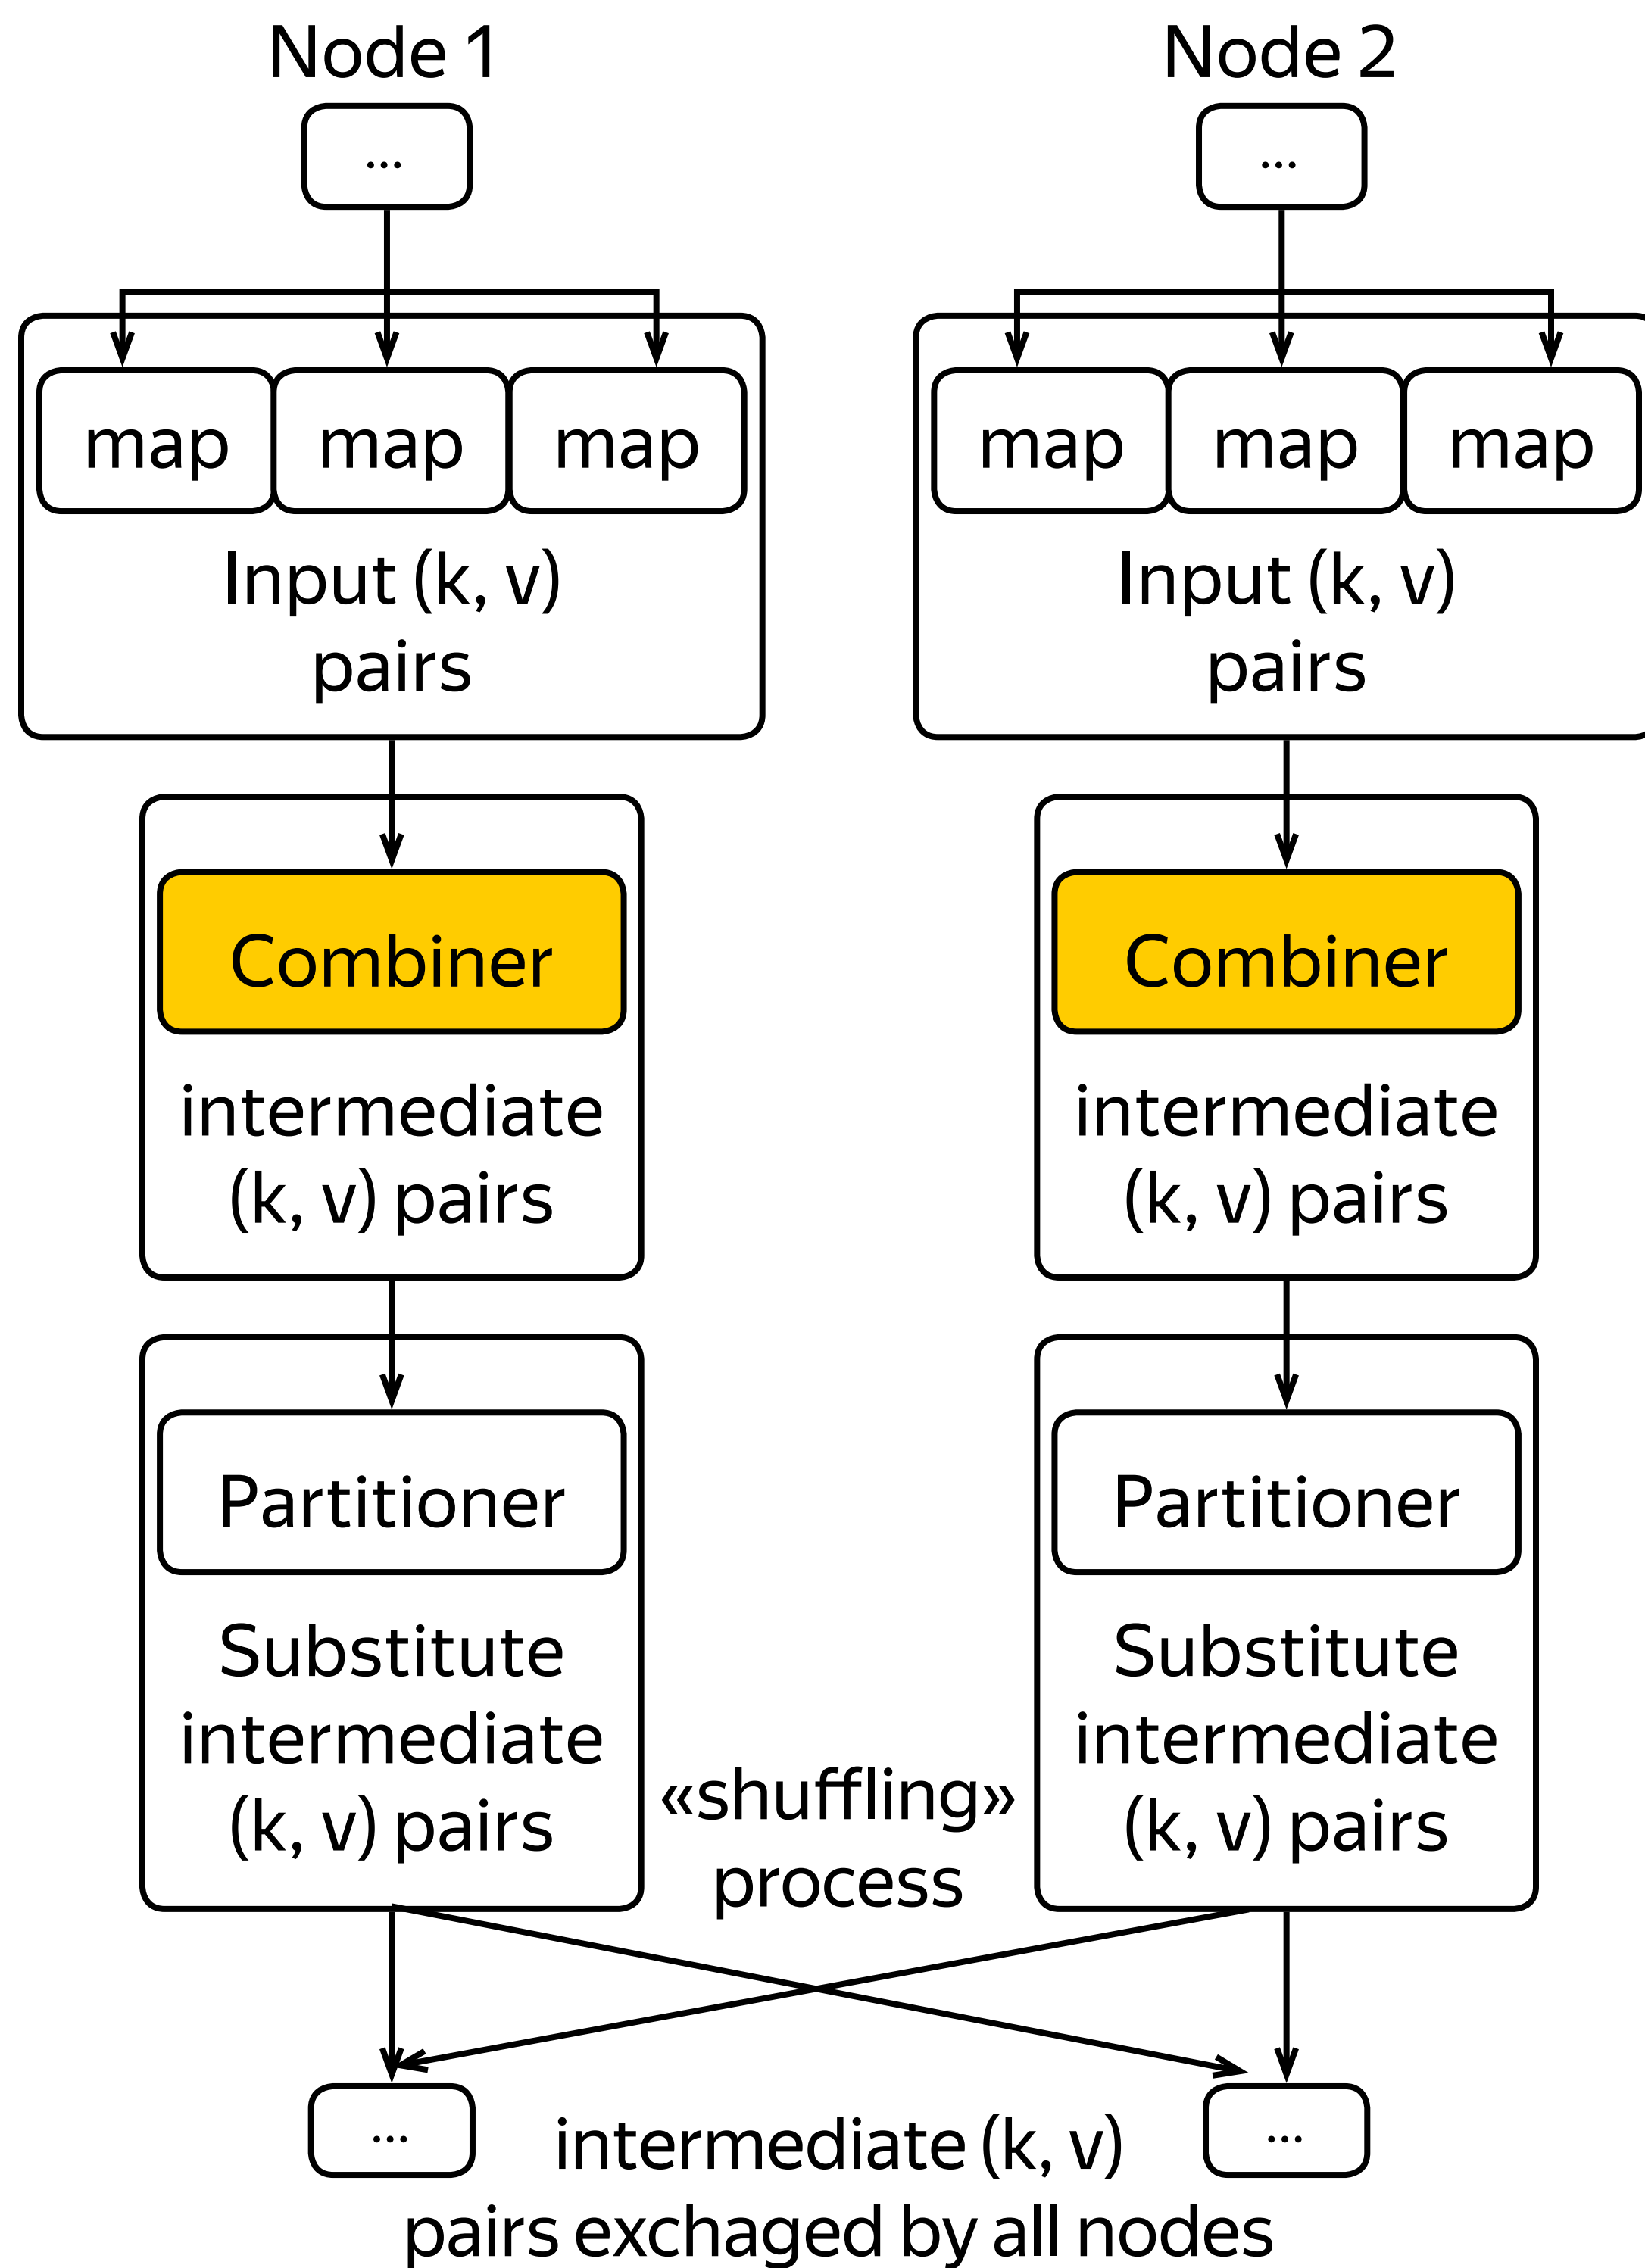 Node 1
Node 2
...
...
map map map
map map map
Input (k, v)
pairs
Input (k, v)
pairs
Combiner
Combiner
intermediate
(k, v) pairs
intermediate
(k, v) pairs
Partitioner
Partitioner
Substitute
intermediate
(k, v) pairs
Substitute
intermediate
(k, v) pairs
«shuffling»
process
...
...
intermediate (k, v)
pairs exchaged by all nodes